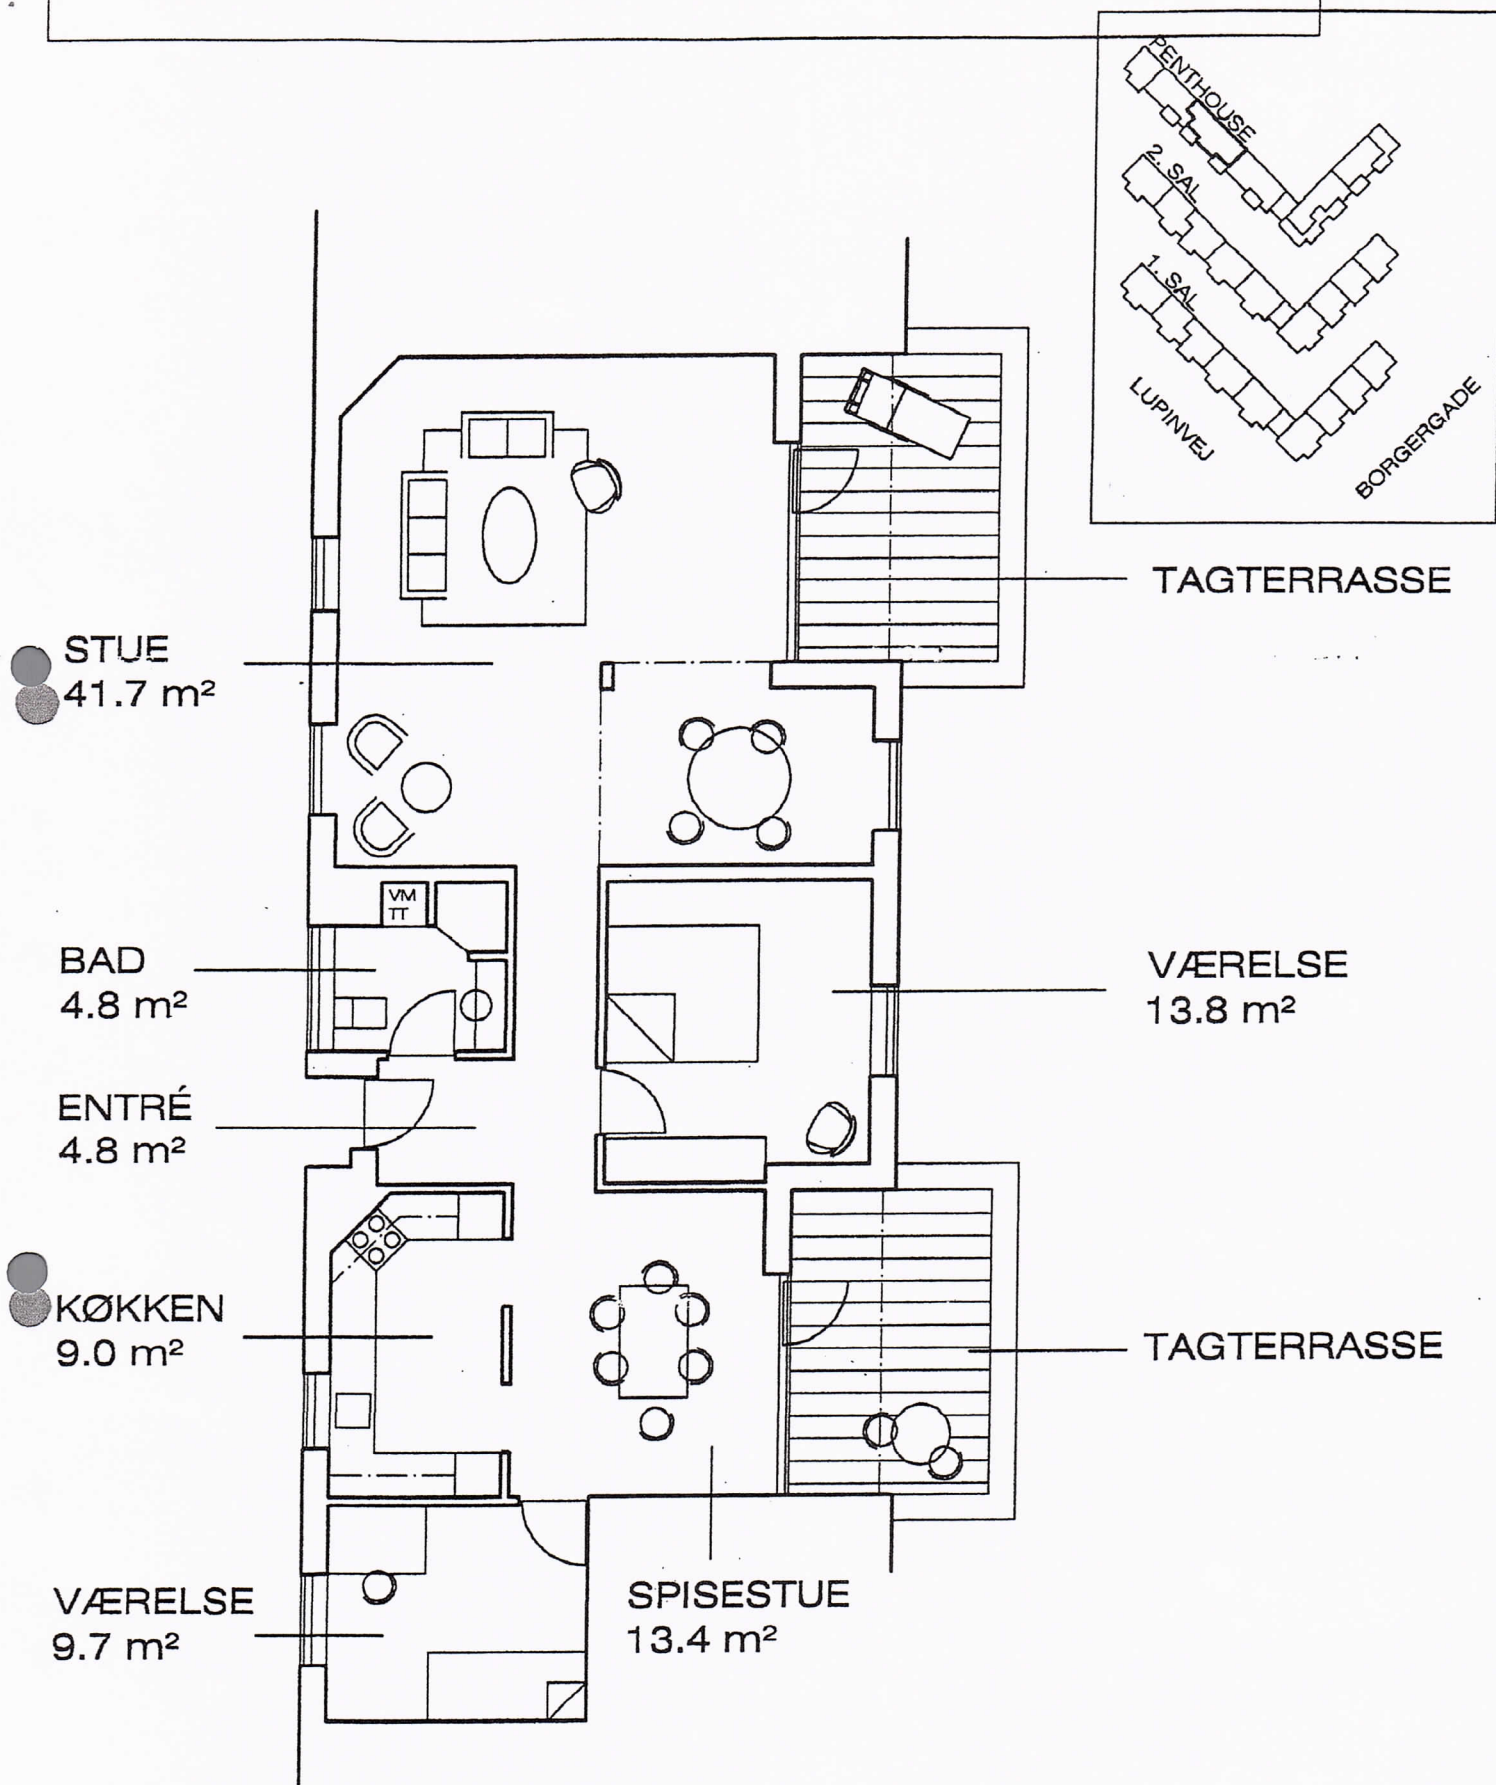 PENTHOUSE
2. SAL
1. SAL
LUPINVEJ
BORGERGADE
TAGTERRASSE
STUE
41.7 m²
VM
TT
BAD
4.8 m²
VÆRELSE
13.8 m²
ENTRÉ
4.8 m²
KØKKEN
9.0 m²
TAGTERRASSE
VÆRELSE
9.7 m²
SPISESTUE
13.4 m²